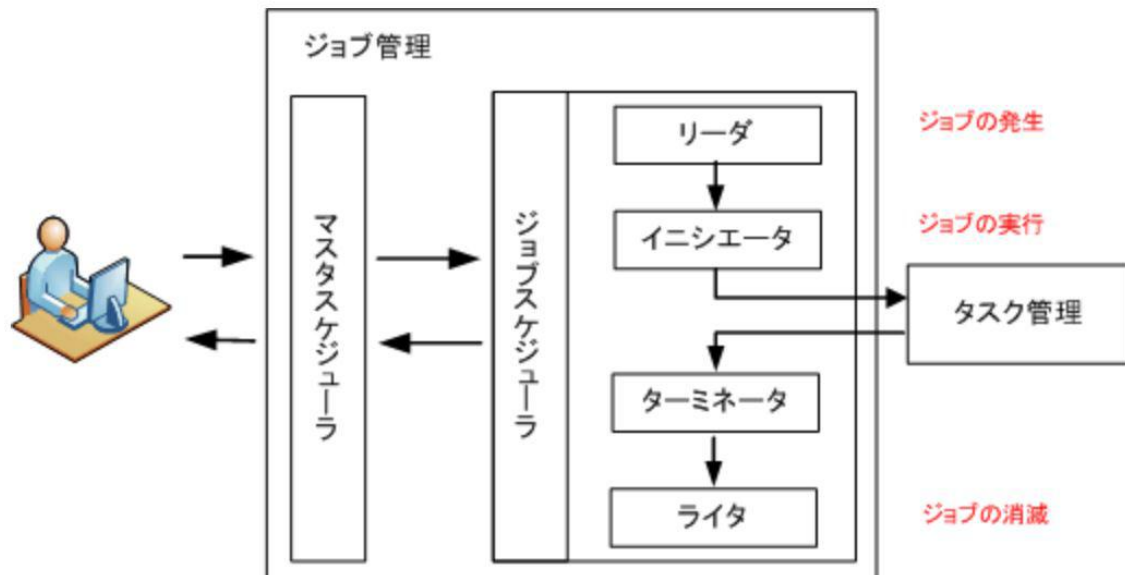 ジョブ管理
マスタスケジューラ
ジョブスケジューラ
リーダ
ジョブの発生
イニシエータ
ジョブの実行
タスク管理
ターミネータ
ライタ
ジョブの消滅